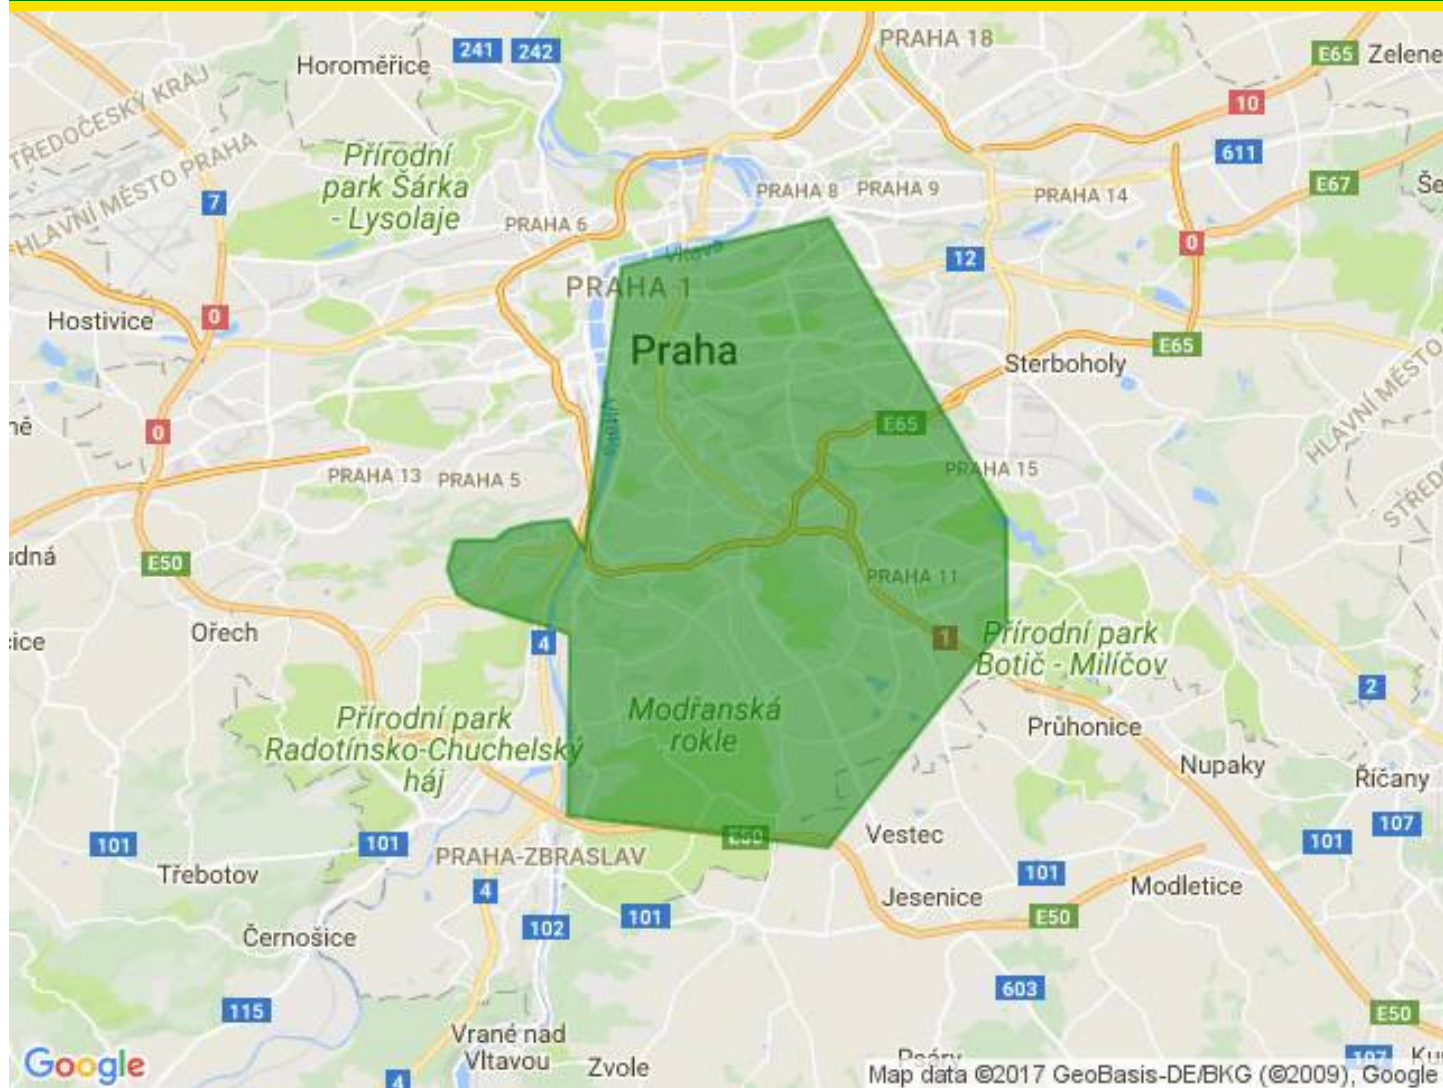 PRAHA 18
241
242
Horoměřice
E65
Zelene
STŘEDOČESKÝ KRAJ
HLAVNÍ MĚSTO PRAHA
10
611
Přírodní
park Šárka
- Lysolaje
7
PRAHA 8
PRAHA 9
PRAHA 14
E67
PRAHA 6
Vltava
12
0
PRAHA 1
Hostivice
0
Praha
E65
Sterboholy
HLAVNÍ MĚSTO
STŘEDO
0
E65
Vltava
PRAHA 13
PRAHA 5
PRAHA 15
udná
E50
PRAHA 11
Ořech
4
1
Přírodní park
Botič - Milíčov
2
Přírodní park
Radotínsko-Chuchelský
háj
Modřanská
rokle
Průhonice
Nupaky
Říčany
101
101
E50
Vestec
101
107
Třebotov
PRAHA-ZBRASLAV
4
101
Modletice
Jesenice
E50
102
101
Černošice
603
115
E50
Vrané nad
Vltavou
Zvole
4
107
Google
Map data ©2017 GeoBasis-DE/BKG (©2009), Google